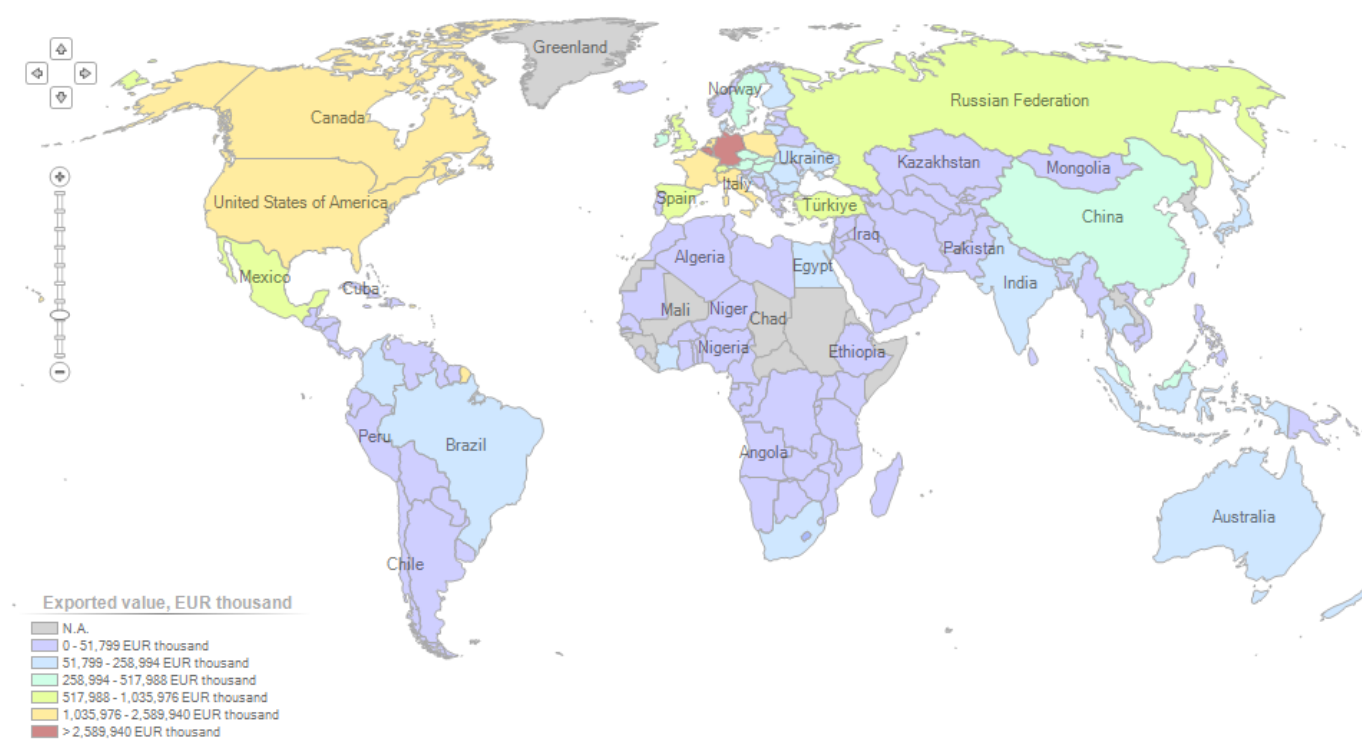 Greenland
Norway
Canada
Russian Federation
Ukraine
Kazakhstan
Mongolia
Italy
Spain
United States of America
Türkiye
China
Iraq
Pakistan
Algeria
Egypt
Mexico
India
Cuba
Mali
Niger
Chad
Nigeria
Ethiopia
Peru
Brazil
Angola
Australia
Chile
Exported value, EUR thousand
N.A.
0 - 51,799 EUR thousand
51,799 - 258,994 EUR thousand
258,994 - 517,988 EUR thousand
517,988 - 1,035,976 EUR thousand
1,035,976 - 2,589,940 EUR thousand
> 2,589,940 EUR thousand